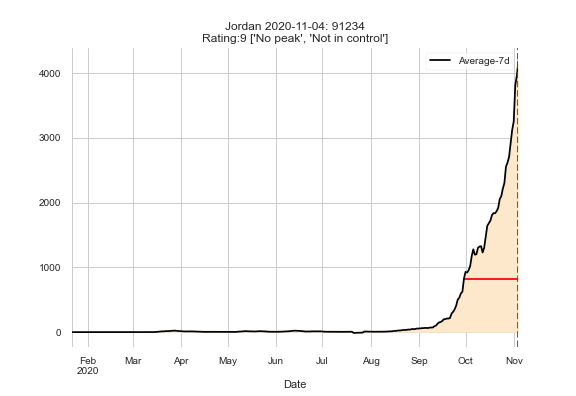 Jordan 2020-11-04: 91234
Rating:9 ['No peak', 'Not in control']
Average-7d
4000
3000
2000
1000
0
Feb Mar Apr May Jun Jul Aug Sep Oct Nov
2020
Date